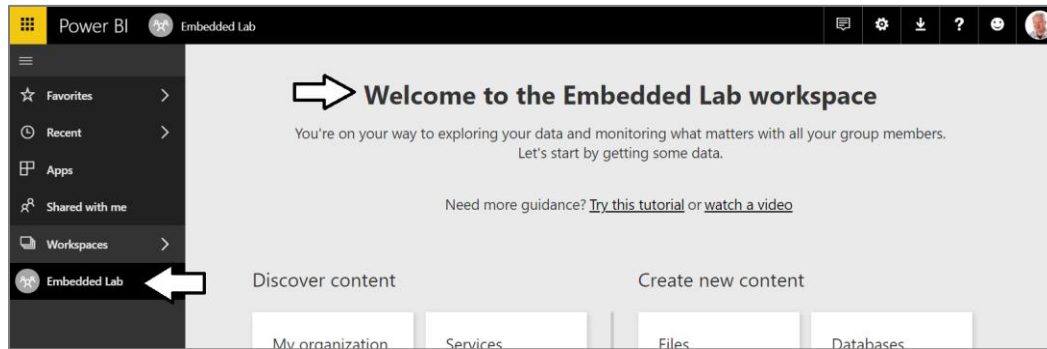 Power BI Embedded Lab ?
Favorites
Recent
Apps
Shared with me
Workspaces
Embedded Lab
Welcome to the Embedded Lab workspace
You're on your way to exploring your data and monitoring what matters with all your group members.
Let's start by getting some data.
Need more guidance? Try this tutorial or watch a video
Discover content
Create new content
My organization
Services
Files
Databases